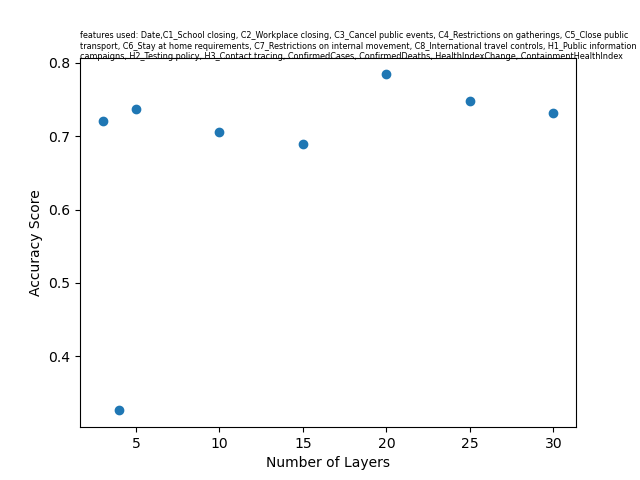 features used: Date,C1_School closing, C2_Workplace closing, C3_Cancel public events, C4_Restrictions on gatherings, C5_Close public
transport, C6_Stay at home requirements, C7_Restrictions on internal movement, C8_International travel controls, H1_Public information
campaigns, H2_Testing policy, H3_Contact tracing, ConfirmedCases, ConfirmedDeaths, HealthIndexChange, ContainmentHealthIndex
0.8
0.7
0.6
0.5
0.4
Accuracy Score
5 10 15 20 25 30
Number of Layers